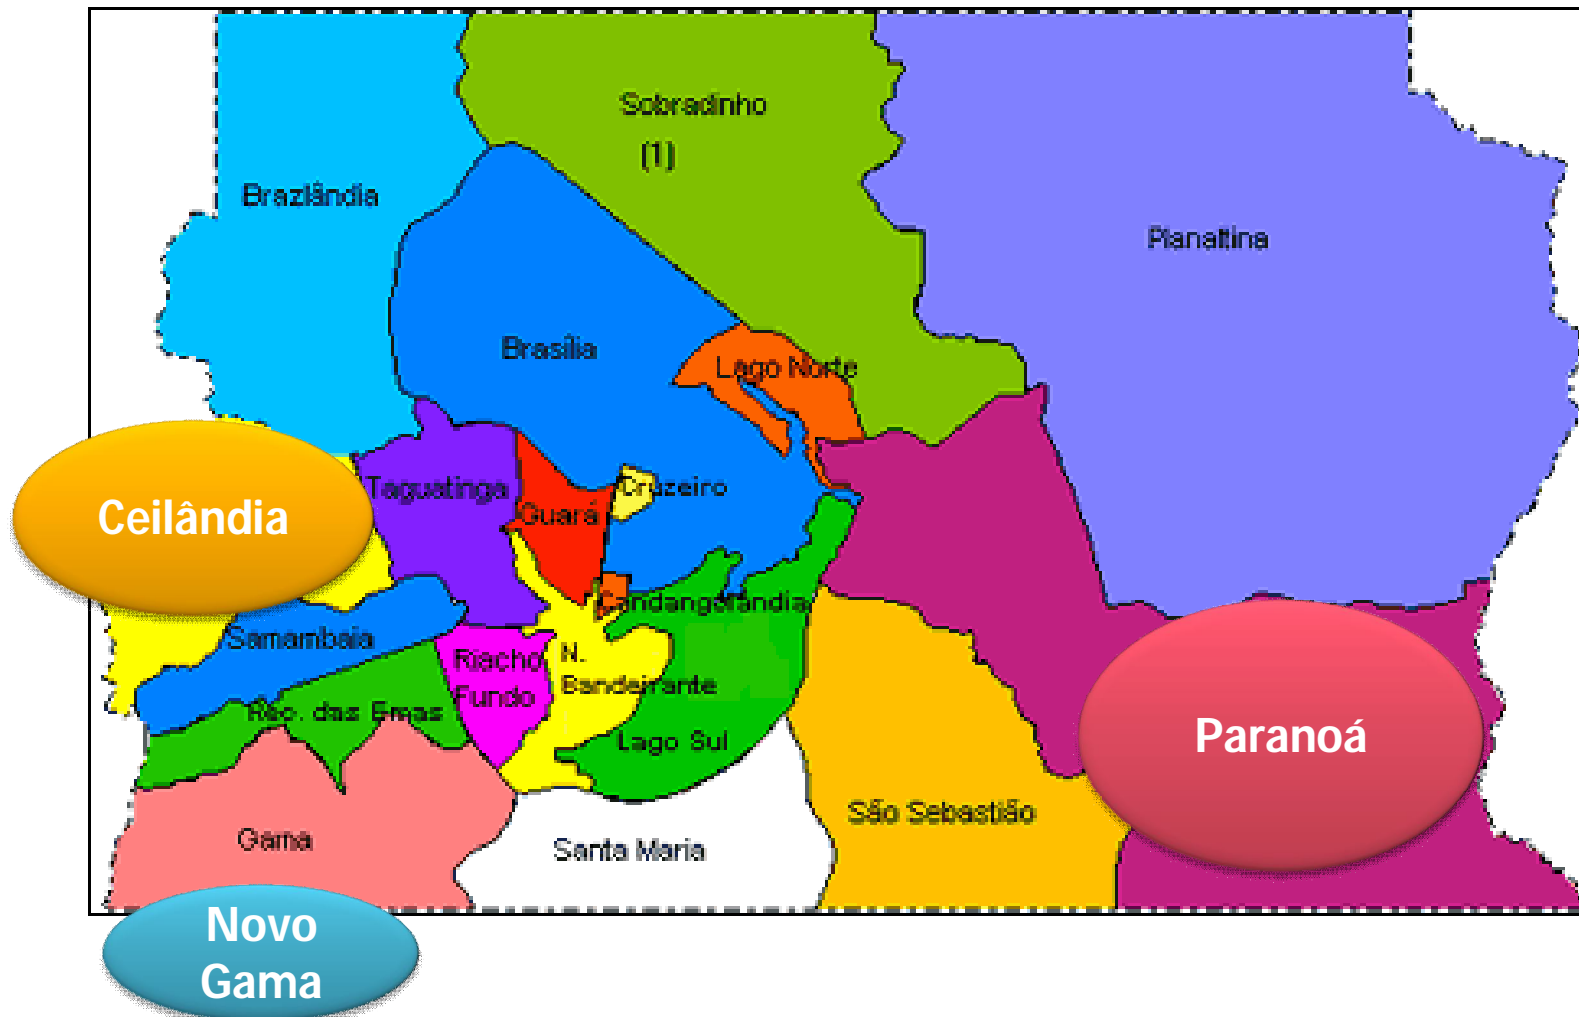 Sobradinho
(1)
Brazlândia
Planaltina
Brasília
Lago Norte
Taguatinga
Cruzeiro
Guará
Ceilândia
Candangolândia
Samambaia
Riacho
Fundo
N.
Bandeirante
Rec. das Emas
Lago Sul
Paranoá
São Sebastião
Gama
Santa Maria
Novo
Gama